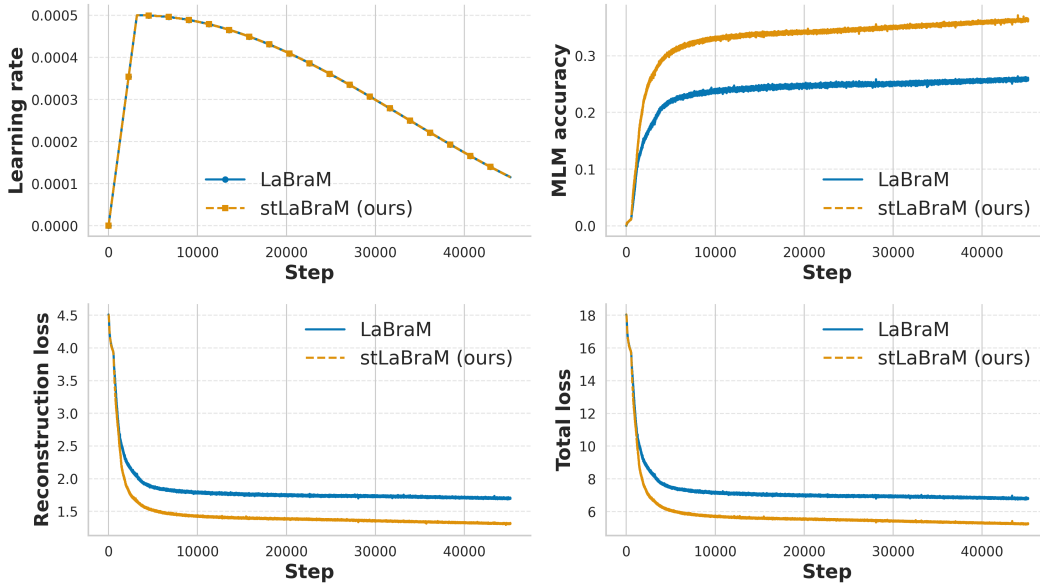 Learning rate
0.0005
0.0004
0.0003
0.0002
0.0001
0.0000
LaBraM
stLaBraM (ours)
0 10000 20000 30000 40000
Step
MLM accuracy
0.3
0.2
0.1
0.0
LaBraM
stLaBraM (ours)
0 10000 20000 30000 40000
Step
Reconstruction loss
4.5
4.0
3.5
3.0
2.5
2.0
1.5
LaBraM
stLaBraM (ours)
0 10000 20000 30000 40000
Step
Total loss
18
16
14
12
10
8
6
LaBraM
stLaBraM (ours)
0 10000 20000 30000 40000
Step